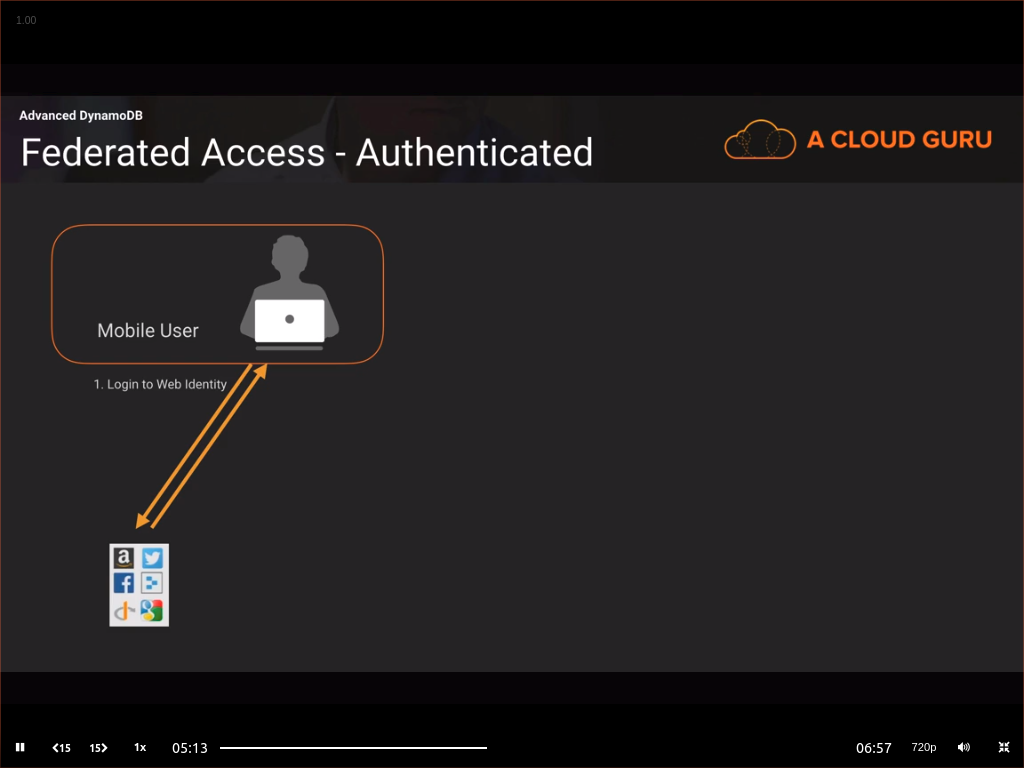 1.00
Advanced DynamoDB
Federated Access - Authenticated
A CLOUD GURU
Mobile User
1. Login to Web Identity
a
f
15
15
1x
05:13
06:57
720p